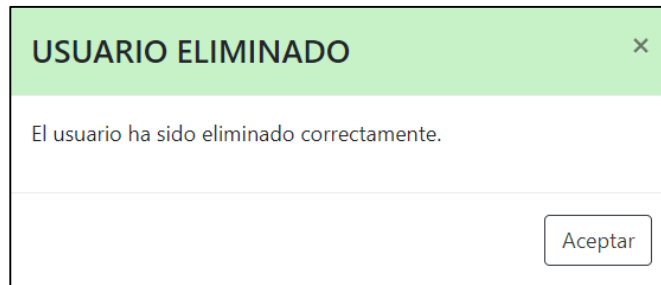 USUARIO ELIMINADO ×
El usuario ha sido eliminado correctamente.
Aceptar